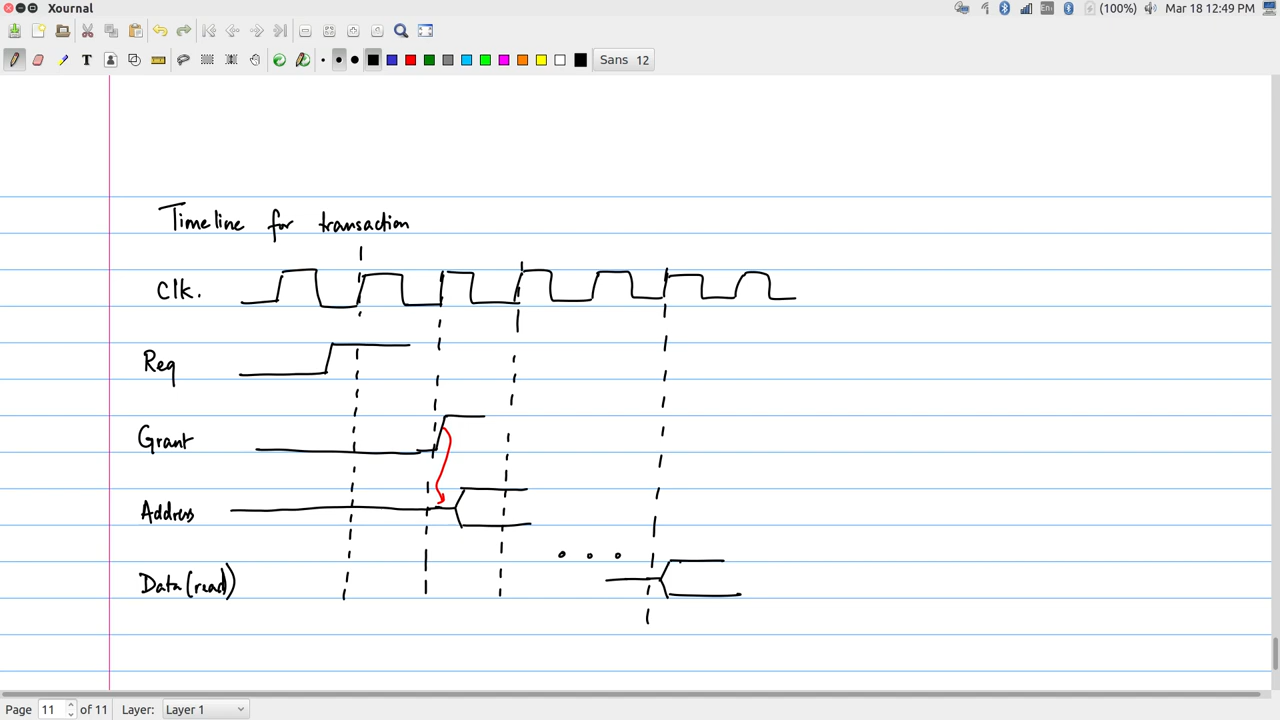 Xournal
(100%) Mar 18 12:49 PM
Sans 12
Timeline for transaction
Clk.
Req
Grant
Address
Data (read)
Page 11 of 11 Layer: Layer 1